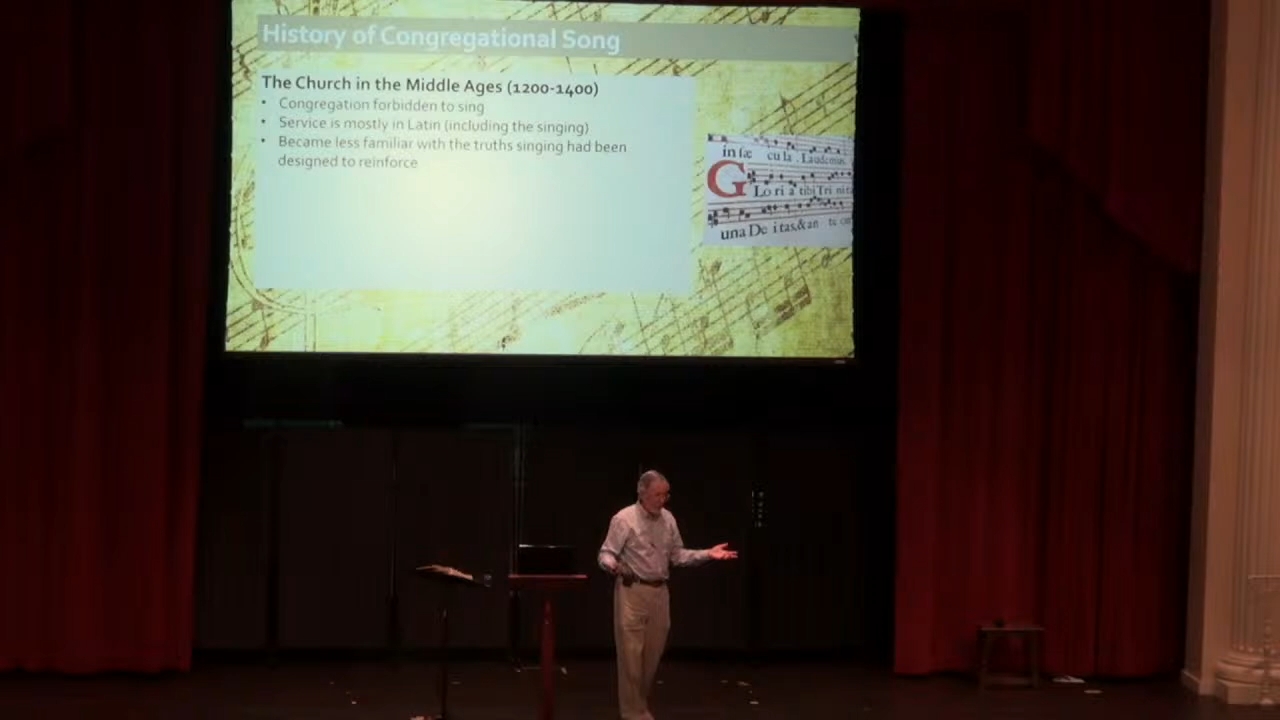 History of Congregational Song
The Church in the Middle Ages (1200-1400)
• Congregation forbidden to sing
• Service is mostly in Latin (including the singing)
• Became less familiar with the truths singing had been
designed to reinforce
in sæ cu la . Laudemus.
G Lo ri a tibi Tri nita
una De i tas,& an te